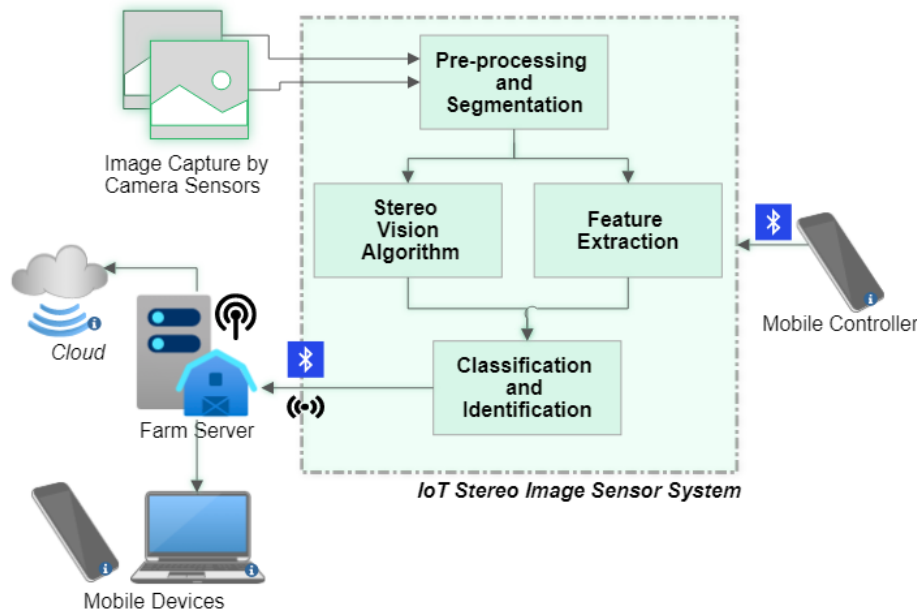 Pre-processing
and
Segmentation
Image Capture by
Camera Sensors
Stereo
Vision
Algorithm
Feature
Extraction
Mobile Controller
Cloud
Classification
and
Identification
Farm Server
IoT Stereo Image Sensor System
Mobile Devices